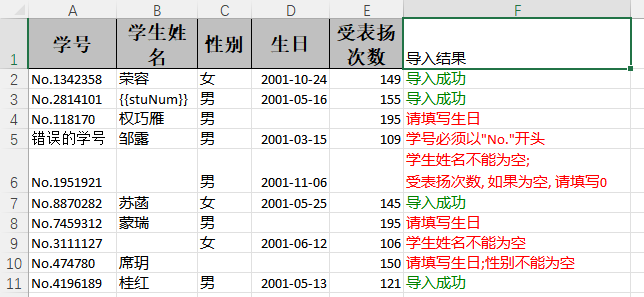 A B C D E F
1 学号 学生姓名 性别 生日 受表扬次数 导入结果
2 No.1342358 荣容 女 2001-10-24 149 导入成功
3 No.2814101 {{stuNum}} 男 2001-05-16 155 导入成功
4 No.118170 权巧雁 男 195 请填写生日
5 错误的学号 邹露 男 2001-03-15 109 学号必须以"No."开头
学生姓名不能为空;
6 No.1951921 男 2001-11-06 受表扬次数, 如果为空, 请填写0
7 No.8870282 苏菡 女 2001-05-25 145 导入成功
8 No.7459312 蒙瑞 男 195 请填写生日
9 No.3111127 女 2001-06-12 106 学生姓名不能为空
10 No.474780 席玥 150 请填写生日;性别不能为空
11 No.4196189 桂红 男 2001-05-13 121 导入成功